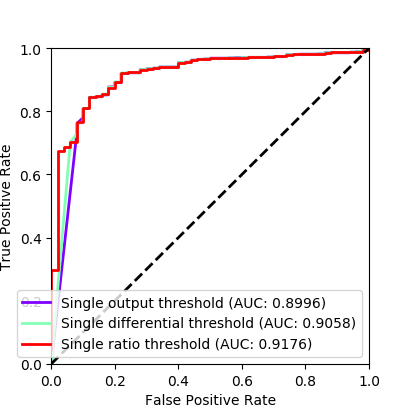 1.0
0.8
0.6
0.4
0.2
0.0
True Positive Rate
Single output threshold (AUC: 0.8996)
Single differential threshold (AUC: 0.9058)
Single ratio threshold (AUC: 0.9176)
0.0 0.2 0.4 0.6 0.8 1.0
False Positive Rate